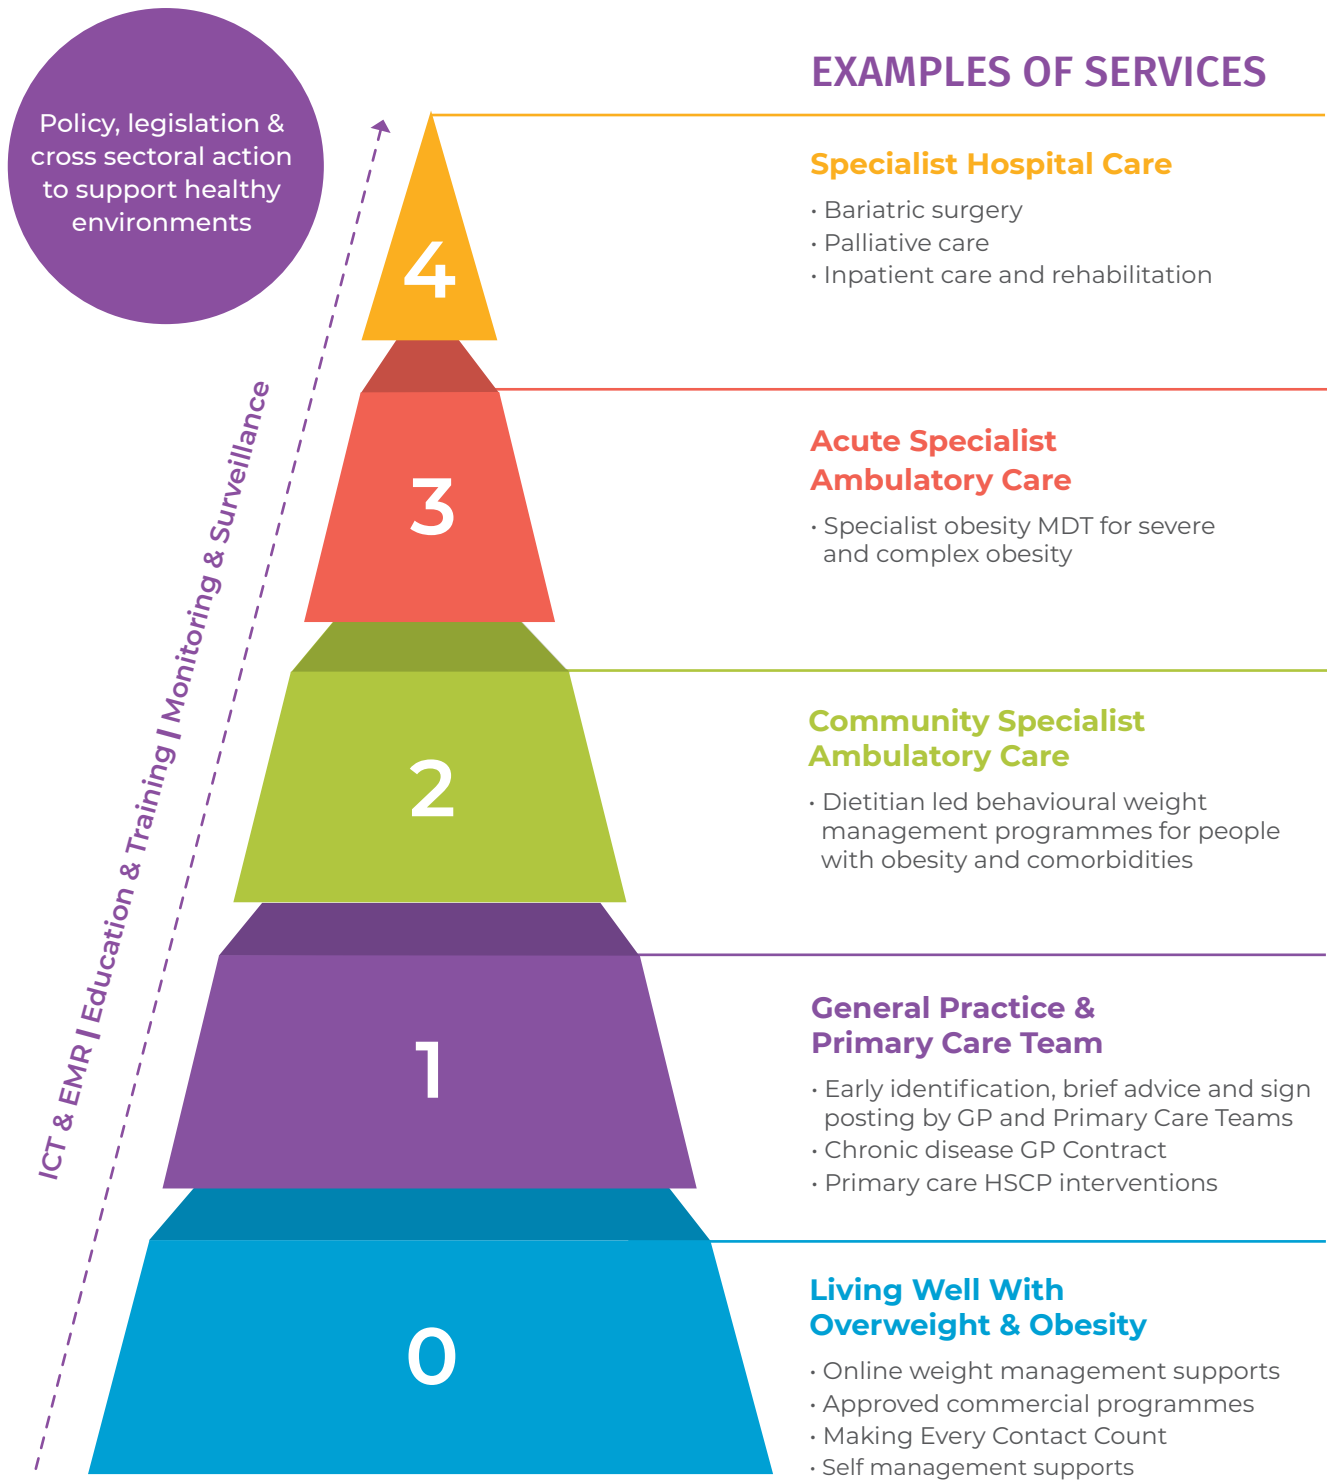 Policy, legislation &
cross sectoral action
to support healthy
environments
ICT & EMR | Education & Training | Monitoring & Surveillance
EXAMPLES OF SERVICES
4
Specialist Hospital Care
· Bariatric surgery
· Palliative care
· Inpatient care and rehabilitation
3
Acute Specialist
Ambulatory Care
· Specialist obesity MDT for severe
and complex obesity
2
Community Specialist
Ambulatory Care
· Dietitian led behavioural weight
management programmes for people
with obesity and comorbidities
1
General Practice &
Primary Care Team
· Early identification, brief advice and sign
posting by GP and Primary Care Teams
· Chronic disease GP Contract
· Primary care HSCP interventions
0
Living Well With
Overweight & Obesity
· Online weight management supports
· Approved commercial programmes
· Making Every Contact Count
· Self management supports